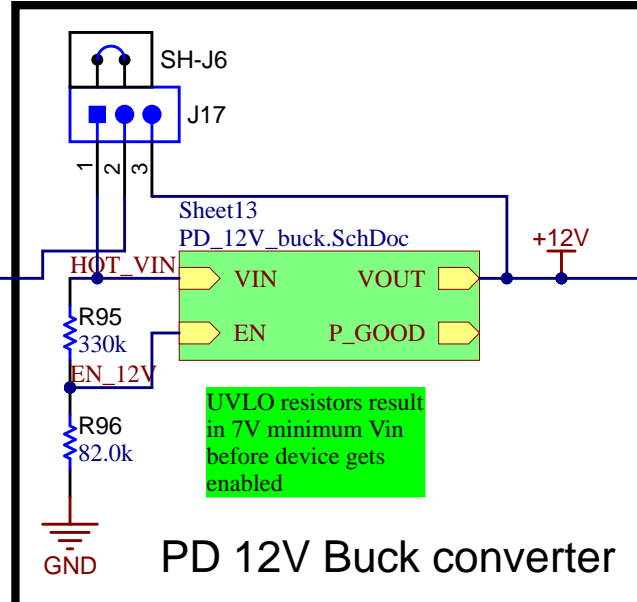 SH-J6
J17
1
2
3
Sheet13
PD_12V_buck.SchDoc
+12V
HOT_VIN
VIN
VOUT
R95
330k
EN
P_GOOD
EN_12V
R96
82.0k
UVLO resistors result
in 7V minimum Vin
before device gets
enabled
GND
PD 12V Buck converter